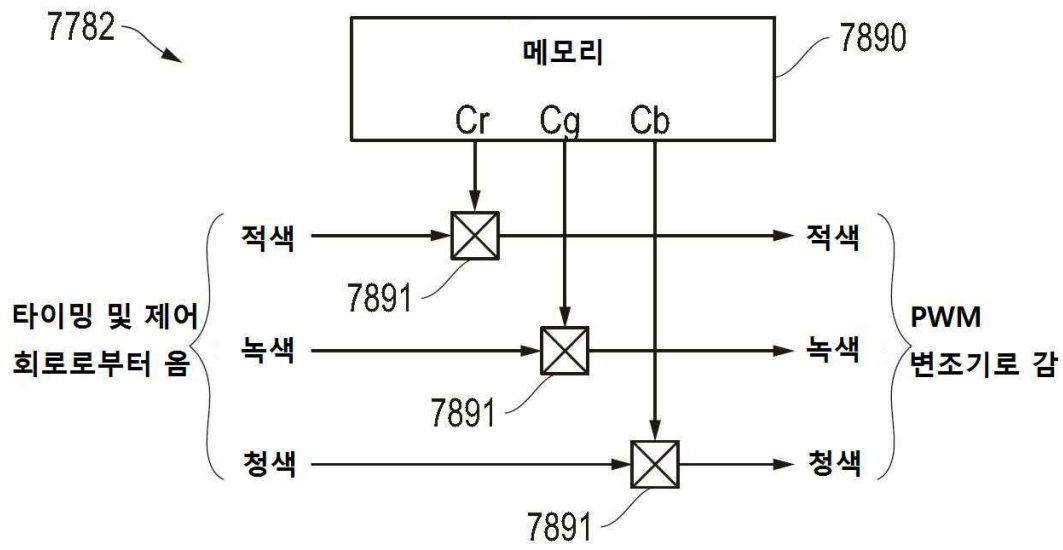 7782
메모리
7890
Cr Cg Cb
적색
적색
7891
타이밍 및 제어
회로로부터 옴
녹색
녹색
PWM
변조기로 감
7891
청색
청색
7891